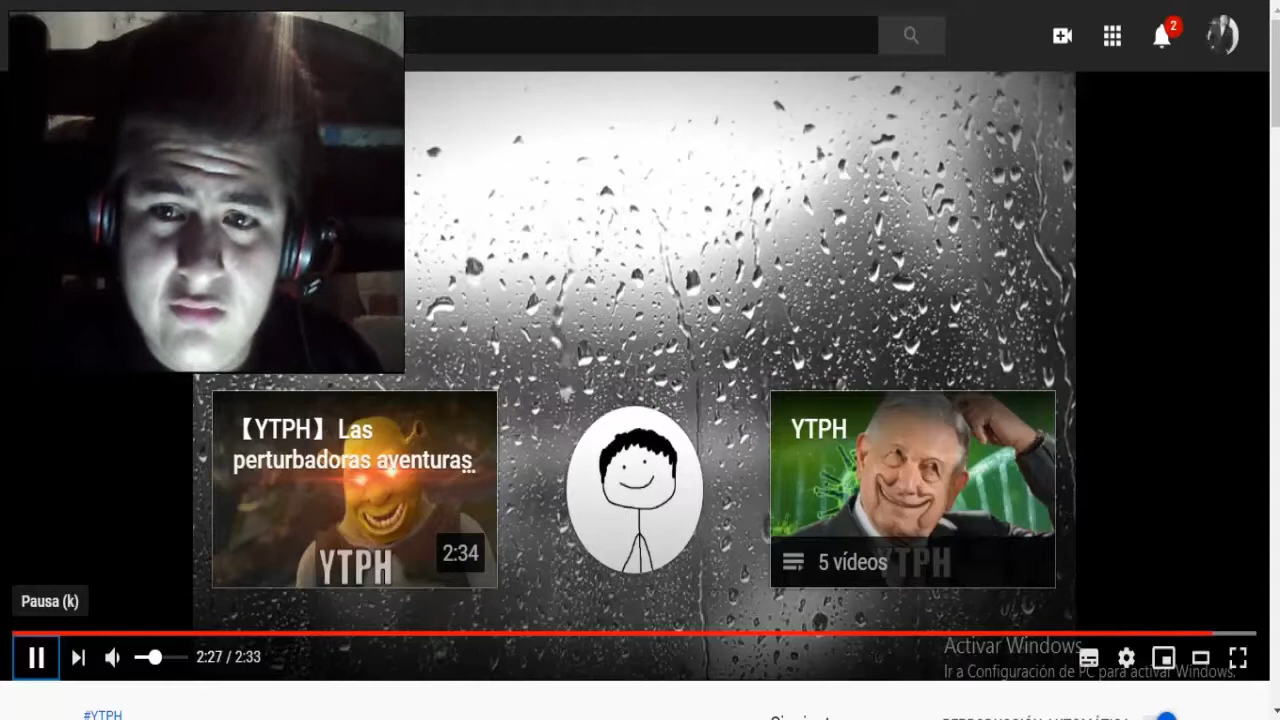 2
【YTPH】Las
perturbadoras aventuras...
YTPH
2:34
YTPH
5 vídeos
YTPH
Pausa (k)
2:27 / 2:33
Activar Windows
Ir a Configuración de PC para activar Windows.
#YTPH